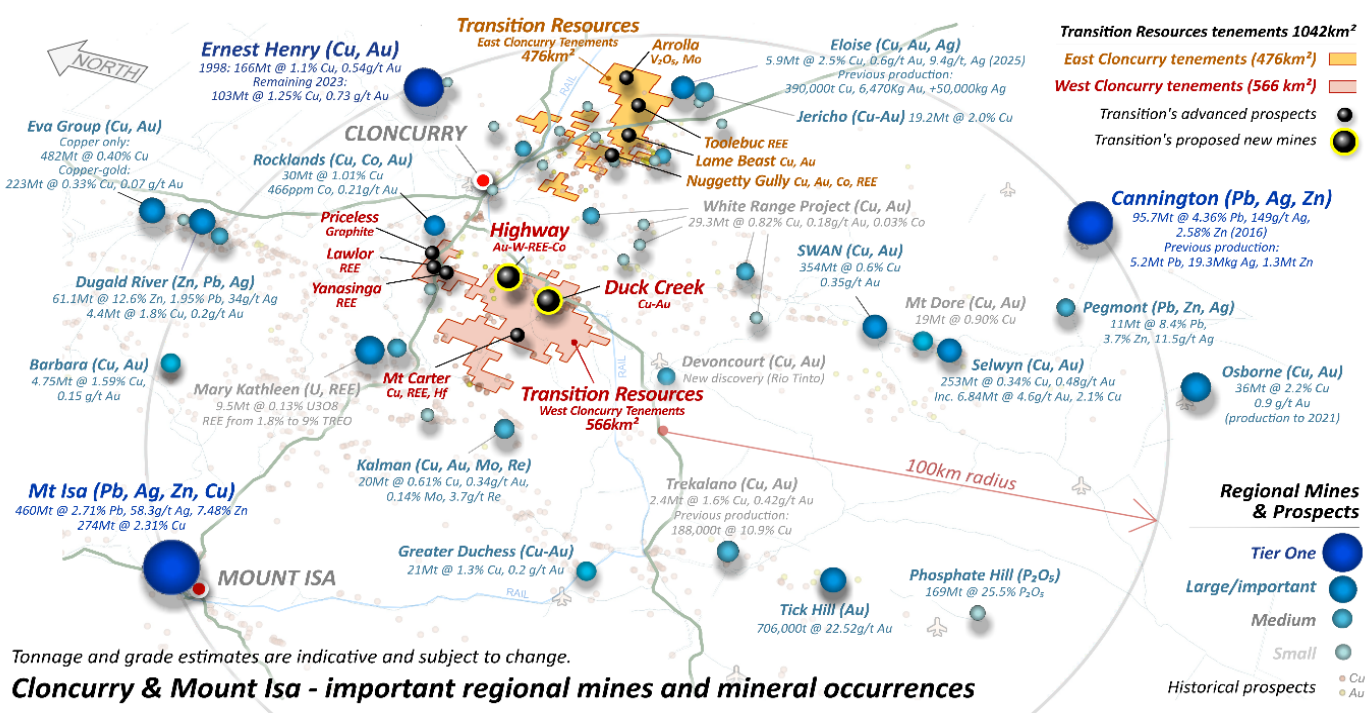 Transition Resources
East Cloncurry Tenements
476km²
Arrolla
V₂O₅, Mo
Toolebuc REE
Lame Beast Cu, Au
Nuggetty Gully Cu, Au, Co, REE
Eloise (Cu, Au, Ag)
5.9Mt @ 2.5% Cu, 0.6g/t Au, 9.4g/t, Ag (2025)
Previous production:
390,000t Cu, 6,470Kg Au, +50,000kg Ag
Jericho (Cu-Au) 19.2Mt @ 2.0% Cu
Transition Resources tenements 1042km²
East Cloncurry tenements (476km²)
West Cloncurry tenements (566 km²)
Transition's advanced prospects
Transition's proposed new mines
NORTH
Ernest Henry (Cu, Au)
1998: 166Mt @ 1.1% Cu, 0.54g/t Au
Remaining 2023:
103Mt @ 1.25% Cu, 0.73 g/t Au
RAIL
CLONCURRY
Eva Group (Cu, Au)
Copper only:
482Mt @ 0.40% Cu
Copper-gold:
223Mt @ 0.33% Cu, 0.07 g/t Au
Rocklands (Cu, Co, Au)
30Mt @ 1.01% Cu
466ppm Co, 0.21g/t Au
Priceless
Graphite
Lawlor
REE
Yanasinga
REE
Highway
Au-W-REE-Co
Duck Creek
Cu-Au
White Range Project (Cu, Au)
29.3Mt @ 0.82% Cu, 0.18g/t Au, 0.03% Co
Cannington (Pb, Ag, Zn)
95.7Mt @ 4.36% Pb, 149g/t Ag,
2.58% Zn (2016)
Previous production:
5.2Mt Pb, 19.3Mkg Ag, 1.3Mt Zn
SWAN (Cu, Au)
354Mt @ 0.6% Cu
0.35g/t Au
Dugald River (Zn, Pb, Ag)
61.1Mt @ 12.6% Zn, 1.95% Pb, 34g/t Ag
4.4Mt @ 1.8% Cu, 0.2g/t Au
Mt Dore (Cu, Au)
19Mt @ 0.90% Cu
Pegmont (Pb, Zn, Ag)
11Mt @ 8.4% Pb,
3.7% Zn, 11.5g/t Ag
Barbara (Cu, Au)
4.75Mt @ 1.59% Cu,
0.15 g/t Au
Mary Kathleen (U, REE)
9.5Mt @ 0.13% U3O8
REE from 1.8% to 9% TREO
Mt Carter
Cu, REE, Hf
RAIL
Devoncourt (Cu, Au)
New discovery (Rio Tinto)
Selwyn (Cu, Au)
253Mt @ 0.34% Cu, 0.48g/t Au
Inc. 6.84Mt @ 4.6g/t Au, 2.1% Cu
Osborne (Cu, Au)
36Mt @ 2.2% Cu
0.9 g/t Au
(production to 2021)
Transition Resources
West Cloncurry Tenements
566km²
Kalman (Cu, Au, Mo, Re)
20Mt @ 0.61% Cu, 0.34g/t Au,
0.14% Mo, 3.7g/t Re
100km radius
Mt Isa (Pb, Ag, Zn, Cu)
460Mt @ 2.71% Pb, 58.3g/t Ag, 7.48% Zn
274Mt @ 2.31% Cu
Trekalano (Cu, Au)
2.4Mt @ 1.6% Cu, 0.42g/t Au
Previous production:
188,000t @ 10.9% Cu
MOUNT ISA
Greater Duchess (Cu-Au)
21Mt @ 1.3% Cu, 0.2 g/t Au
RAIL
Tick Hill (Au)
706,000t @ 22.52g/t Au
Phosphate Hill (P₂O₅)
169Mt @ 25.5% P₂O₅
Regional Mines
& Prospects
Tier One
Large/important
Medium
Small
Historical prospects
Cu
Au
Tonnage and grade estimates are indicative and subject to change.
Cloncurry & Mount Isa - important regional mines and mineral occurrences